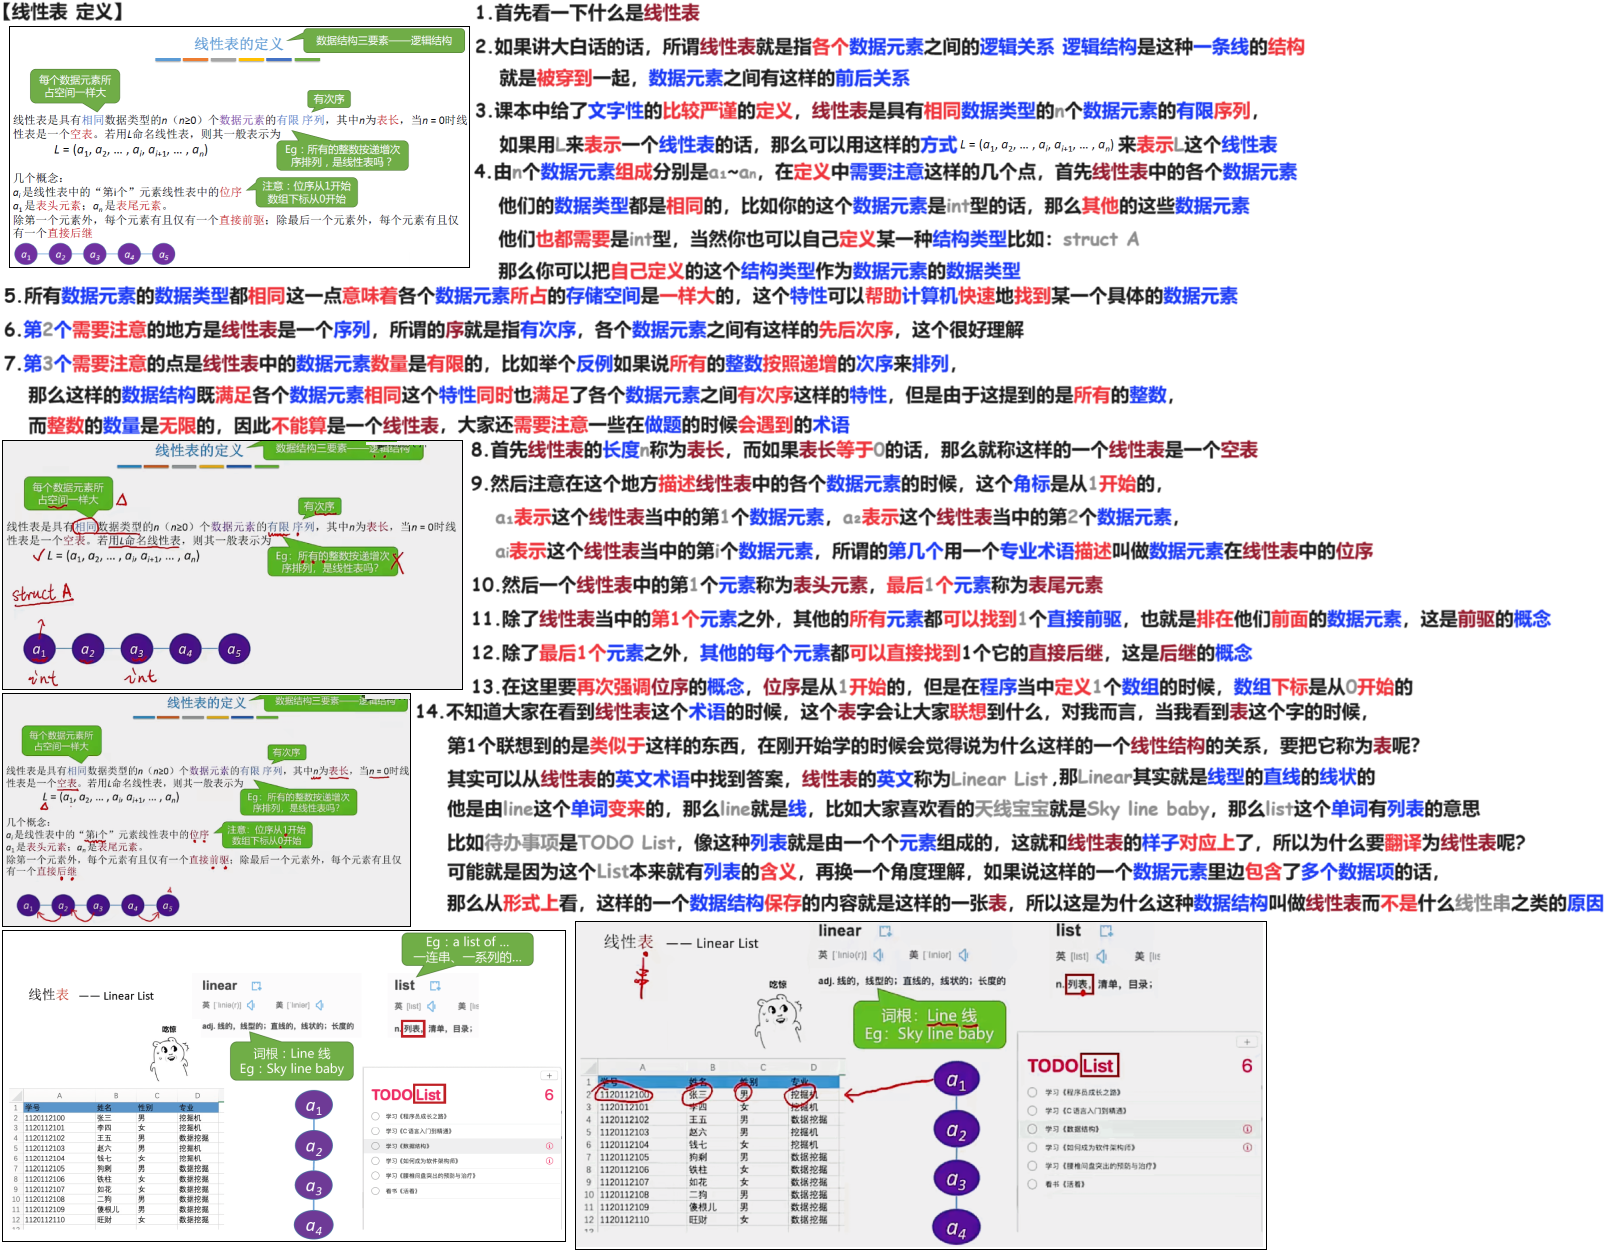 【线性表 定义】
线性表的定义
数据结构三要素——逻辑结构
每个数据元素所
占空间一样大
有次序
线性表是具有相同数据类型的n（n≥0）个数据元素的有限 序列，其中n为表长，当n = 0时线
性表是一个空表。若用L命名线性表，则其一般表示为
L = (a1, a2, … , ai, ai+1, … , an)
Eg：所有的整数按递增次
序排列，是线性表吗？
几个概念：
ai是线性表中的“第i个”元素线性表中的位序
a1是表头元素；an是表尾元素。
注意：位序从1开始
数组下标从0开始
除第一个元素外，每个元素有且仅有一个直接前驱；除最后一个元素外，每个元素有且仅
有一个直接后继
a1 a2 a3 a4 a5
1.首先看一下什么是线性表
2.如果讲大白话的话，所谓线性表就是指各个数据元素之间的逻辑关系 逻辑结构是这种一条线的结构
就是被穿到一起，数据元素之间有这样的前后关系
3.课本中给了文字性的比较严谨的定义，线性表是具有相同数据类型的n个数据元素的有限序列，
如果用L来表示一个线性表的话，那么可以用这样的方式 L = (a1, a2, … , ai, ai+1, … , an) 来表示L这个线性表
4.由n个数据元素组成分别是a₁~aₙ，在定义中需要注意这样的几个点，首先线性表中的各个数据元素
他们的数据类型都是相同的，比如你的这个数据元素是int型的话，那么其他的这些数据元素
他们也都需要是int型，当然你也可以自己定义某一种结构类型比如：struct A
那么你可以把自己定义的这个结构类型作为数据元素的数据类型
5.所有数据元素的数据类型都相同这一点意味着各个数据元素所占的存储空间是一样大的，这个特性可以帮助计算机快速地找到某一个具体的数据元素
6.第2个需要注意的地方是线性表是一个序列，所谓的序就是指有次序，各个数据元素之间有这样的先后次序，这个很好理解
7.第3个需要注意的点是线性表中的数据元素数量是有限的，比如举个反例如果说所有的整数按照递增的次序来排列，
那么这样的数据结构既满足各个数据元素相同这个特性同时也满足了各个数据元素之间有次序这样的特性，但是由于这提到的是所有的整数，
而整数的数量是无限的，因此不能算是一个线性表，大家还需要注意一些在做题的时候会遇到的术语
线性表的定义
数据结构三要素——逻辑结构
每个数据元素所
占空间一样大
有次序
线性表是具有相同数据类型的n（n≥0）个数据元素的有限 序列，其中n为表长，当n = 0时线
性表是一个空表。若用L命名线性表，则其一般表示为
L = (a1, a2, … , ai, ai+1, … , an)
Eg：所有的整数按递增次
序排列，是线性表吗？
struct A
a1 a2 a3 a4 a5
int int
8.首先线性表的长度n称为表长，而如果表长等于0的话，那么就称这样的一个线性表是一个空表
9.然后注意在这个地方描述线性表中的各个数据元素的时候，这个角标是从1开始的，
a₁表示这个线性表当中的第1个数据元素，a₂表示这个线性表当中的第2个数据元素，
aᵢ表示这个线性表当中的第i个数据元素，所谓的第几个用一个专业术语描述叫做数据元素在线性表中的位序
10.然后一个线性表中的第1个元素称为表头元素，最后1个元素称为表尾元素
11.除了线性表当中的第1个元素之外，其他的所有元素都可以找到1个直接前驱，也就是排在他们前面的数据元素，这是前驱的概念
12.除了最后1个元素之外，其他的每个元素都可以直接找到1个它的直接后继，这是后继的概念
13.在这里要再次强调位序的概念，位序是从1开始的，但是在程序当中定义1个数组的时候，数组下标是从0开始的
线性表的定义
数据结构三要素——逻辑结构
每个数据元素所
占空间一样大
有次序
线性表是具有相同数据类型的n（n≥0）个数据元素的有限 序列，其中n为表长，当n = 0时线
性表是一个空表。若用L命名线性表，则其一般表示为
L = (a1, a2, … , ai, ai+1, … , an)
Eg：所有的整数按递增次
序排列，是线性表吗？
几个概念：
ai是线性表中的“第i个”元素线性表中的位序
a1是表头元素；an是表尾元素。
注意：位序从1开始
数组下标从0开始
除第一个元素外，每个元素有且仅有一个直接前驱；除最后一个元素外，每个元素有且仅
有一个直接后继
a1 a2 a3 a4 a5
14.不知道大家在看到线性表这个术语的时候，这个表字会让大家联想到什么，对我而言，当我看到表这个字的时候，
第1个联想到的是类似于这样的东西，在刚开始学的时候会觉得说为什么这样的一个线性结构的关系，要把它称为表呢？
其实可以从线性表的英文术语中找到答案，线性表的英文称为Linear List,那Linear其实就是线型的直线的线状的
他是由line这个单词变来的，那么line就是线，比如大家喜欢看的天线宝宝就是Sky line baby，那么list这个单词有列表的意思
比如待办事项是TODO List，像这种列表就是由一个个元素组成的，这就和线性表的样子对应上了，所以为什么要翻译为线性表呢？
可能就是因为这个List本来就有列表的含义，再换一个角度理解，如果说这样的一个数据元素里边包含了多个数据项的话，
那么从形式上看，这样的一个数据结构保存的内容就是这样的一张表，所以这是为什么这种数据结构叫做线性表而不是什么线性串之类的原因
线性表 —— Linear List
Eg：a list of ...
一连串、一系列的...
linear
英 [ˈlɪniə(r)] 美 [ˈlɪniər]
adj. 线的，线型的；直线的，线状的；长度的
list
英 [lɪst] 美
n. 列表，清单，目录；
吃惊
词根：Line 线
Eg：Sky line baby
A B C D
1 学号 姓名 性别 专业
2 1120112100 张三 男 挖掘机
3 1120112101 李四 女 挖掘机
4 1120112102 王五 男 数据挖掘
5 1120112103 赵六 男 挖掘机
6 1120112104 钱七 女 挖掘机
7 1120112105 狗剩 男 数据挖掘
8 1120112106 铁柱 女 数据挖掘
9 1120112107 如花 女 数据挖掘
10 1120112108 二狗 男 数据挖掘
11 1120112109 傻根儿 男 数据挖掘
12 1120112110 旺财 女 数据挖掘
a1
a2
a3
a4
TODO List 6
学习《程序员成长之路》
学习《C语言入门到精通》
学习《数据结构》
学习《如何成为软件架构师》
学习《腰椎间盘突出的预防与治疗》
看书《活着》
线性表 —— Linear List
linear
英 [ˈlɪniə(r)] 美 [ˈlɪniər]
adj. 线的，线型的；直线的，线状的；长度的
list
英 [lɪst] 美
n. 列表，清单，目录；
吃惊
词根：Line 线
Eg：Sky line baby
A B C D
1 学号 姓名 性别 专业
2 1120112100 张三 男 挖掘机
3 1120112101 李四 女 挖掘机
4 1120112102 王五 男 数据挖掘
5 1120112103 赵六 男 挖掘机
6 1120112104 钱七 女 挖掘机
7 1120112105 狗剩 男 数据挖掘
8 1120112106 铁柱 女 数据挖掘
9 1120112107 如花 女 数据挖掘
10 1120112108 二狗 男 数据挖掘
11 1120112109 傻根儿 男 数据挖掘
12 1120112110 旺财 女 数据挖掘
a1
a2
a3
a4
TODO List 6
学习《程序员成长之路》
学习《C语言入门到精通》
学习《数据结构》
学习《如何成为软件架构师》
学习《腰椎间盘突出的预防与治疗》
看书《活着》